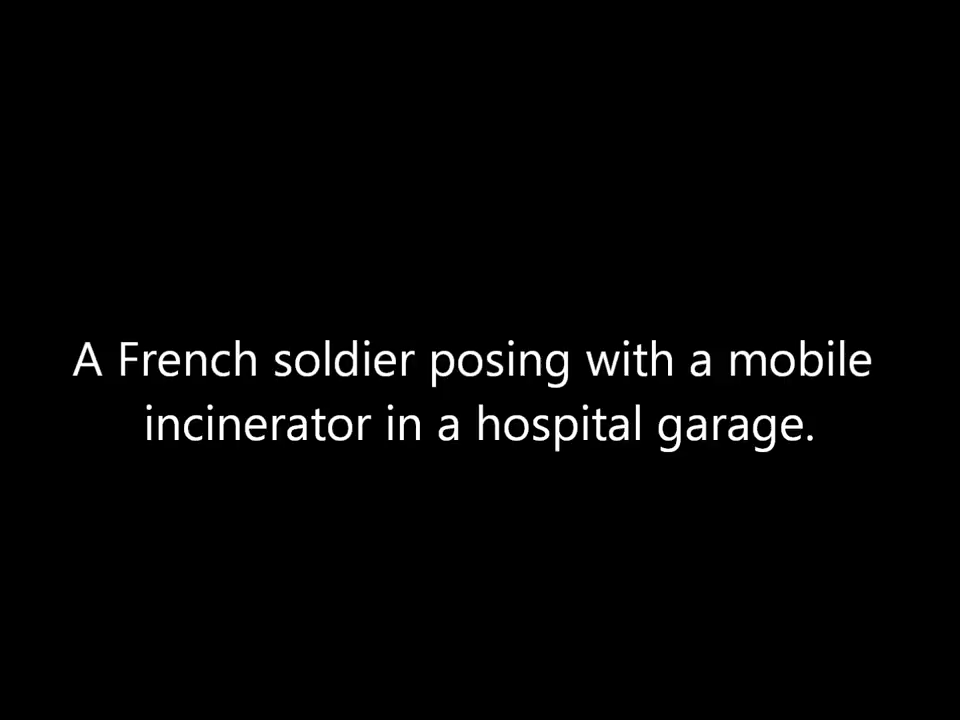 A French soldier posing with a mobile
incinerator in a hospital garage.